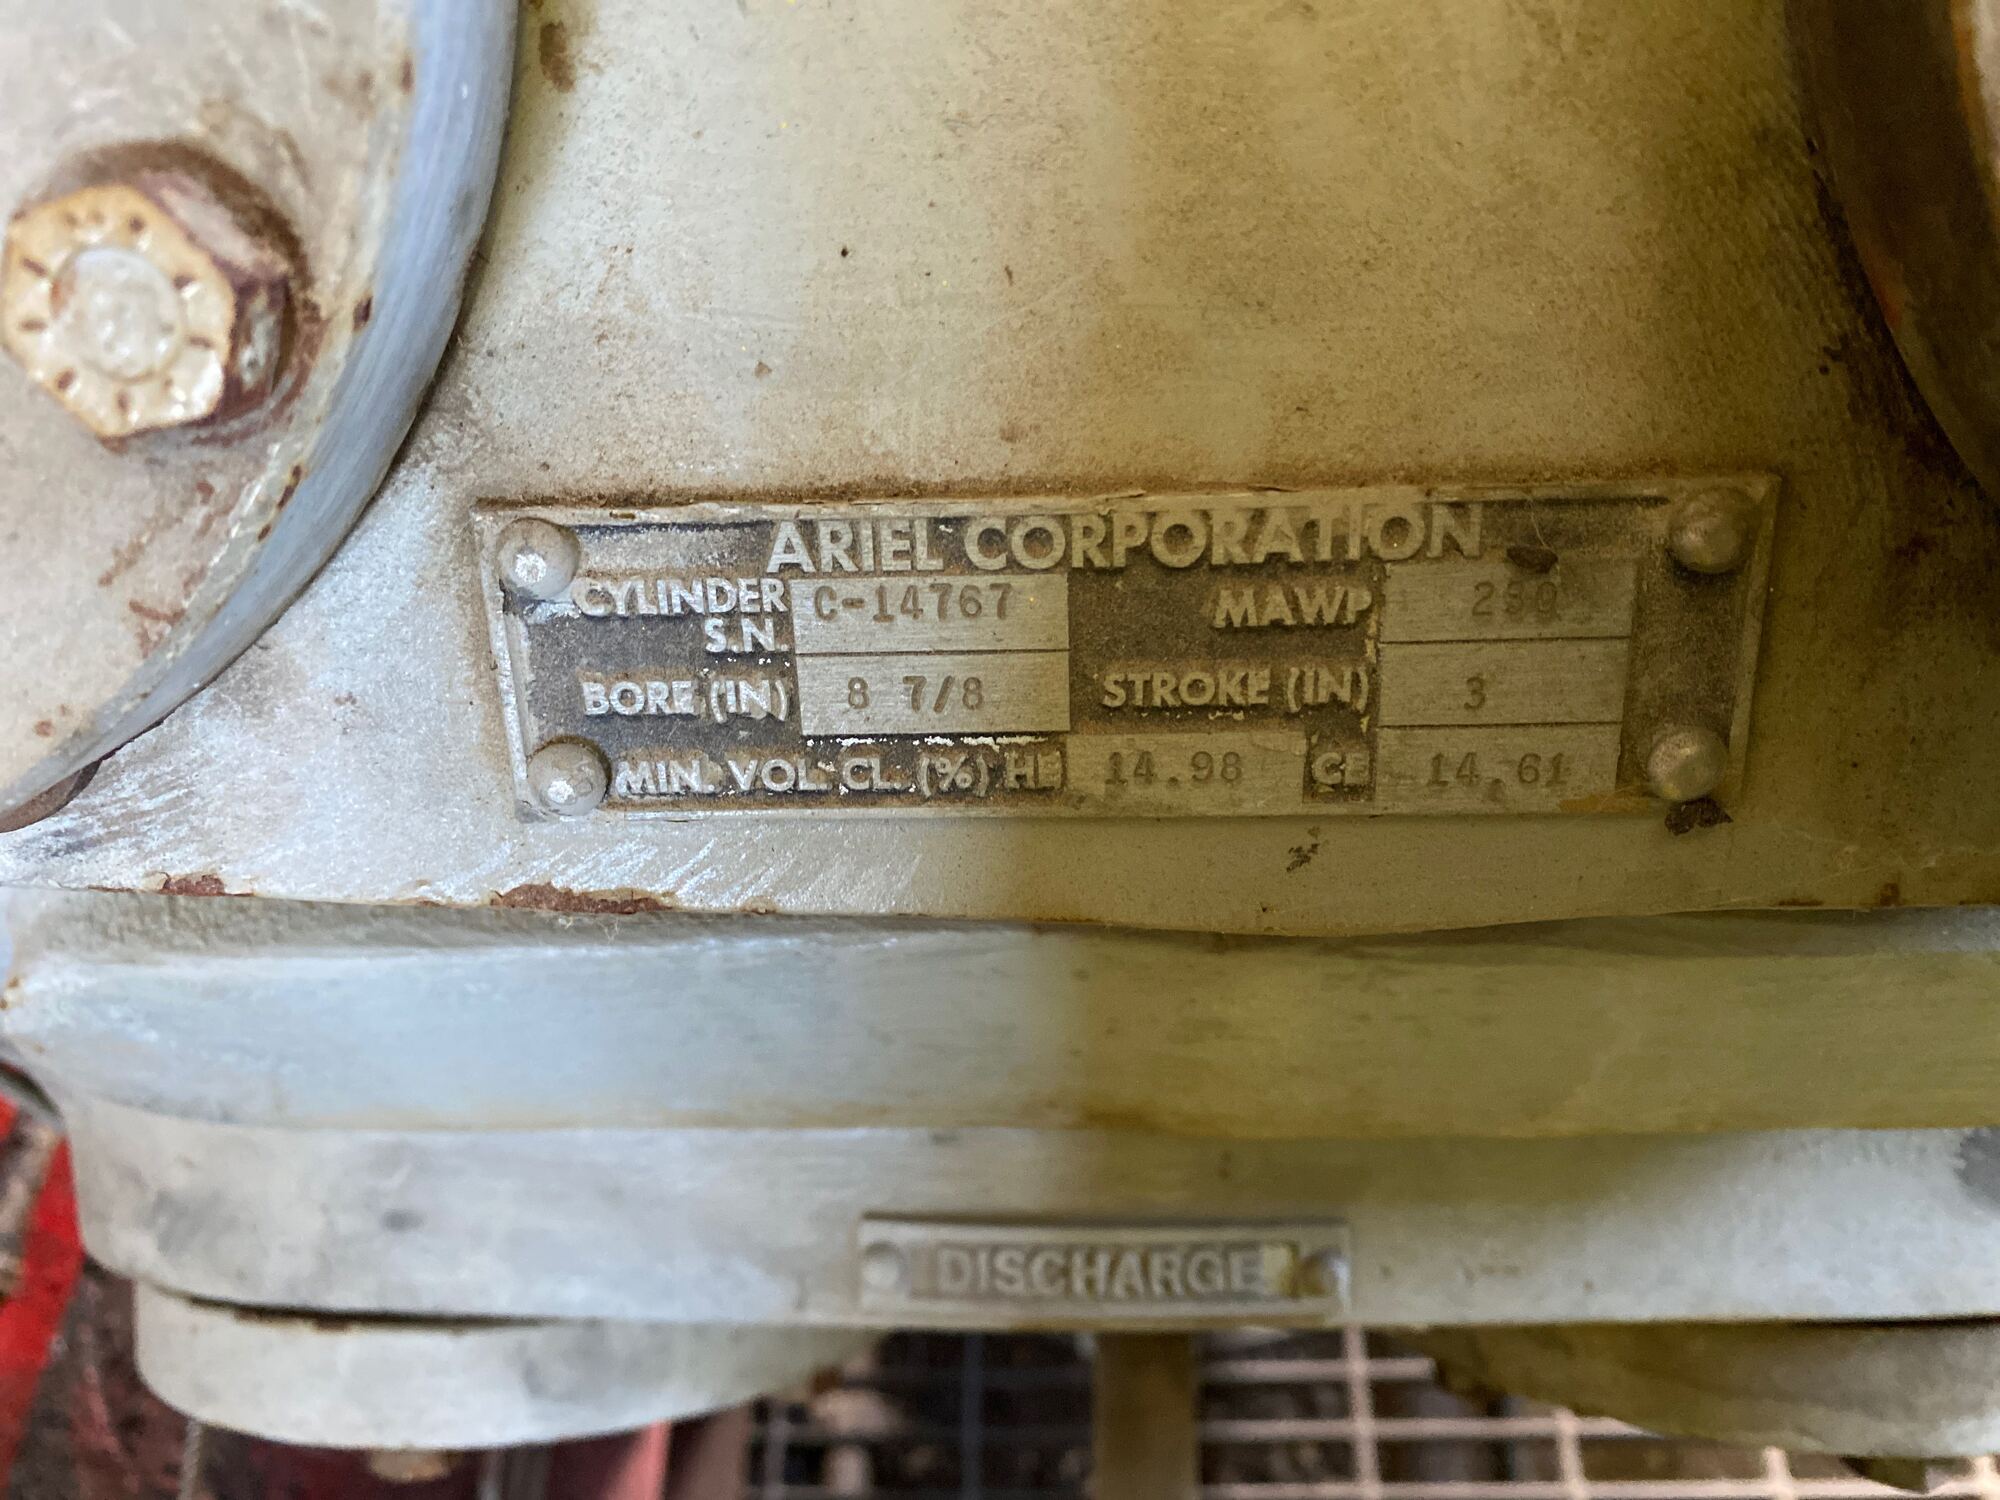 ARIEL CORPORATION
CYLINDER S.N. C-14767 MAWP
BORE (IN) 8 7/8 STROKE (IN) 3
MIN. VOL. CL. (%) HE 14.98 CE 14.61
DISCHARGE